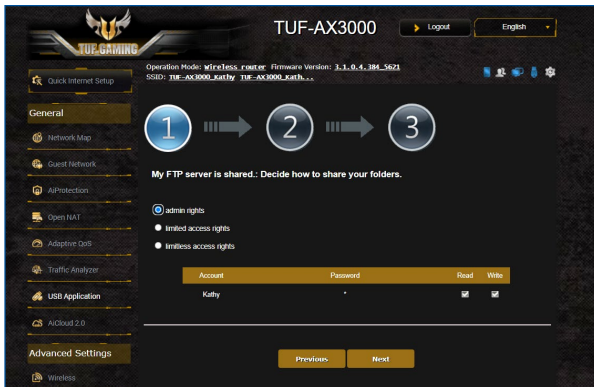 TUF GAMING
TUF-AX3000
Logout
English
Operation Mode: Wireless router Firmware Version: 3.1.0.4.384_5621
SSID: TUF-AX3000_Kathy TUF-AX3000_Kath...
Quick Internet Setup
General
Network Map
Guest Network
AiProtection
Open NAT
Adaptive QoS
Traffic Analyzer
USB Application
AiCloud 2.0
Advanced Settings
Wireless
1
2
3
My FTP server is shared.: Decide how to share your folders.
admin rights
limited access rights
limitless access rights
Account Password Read Write
Kathy *
Previous Next